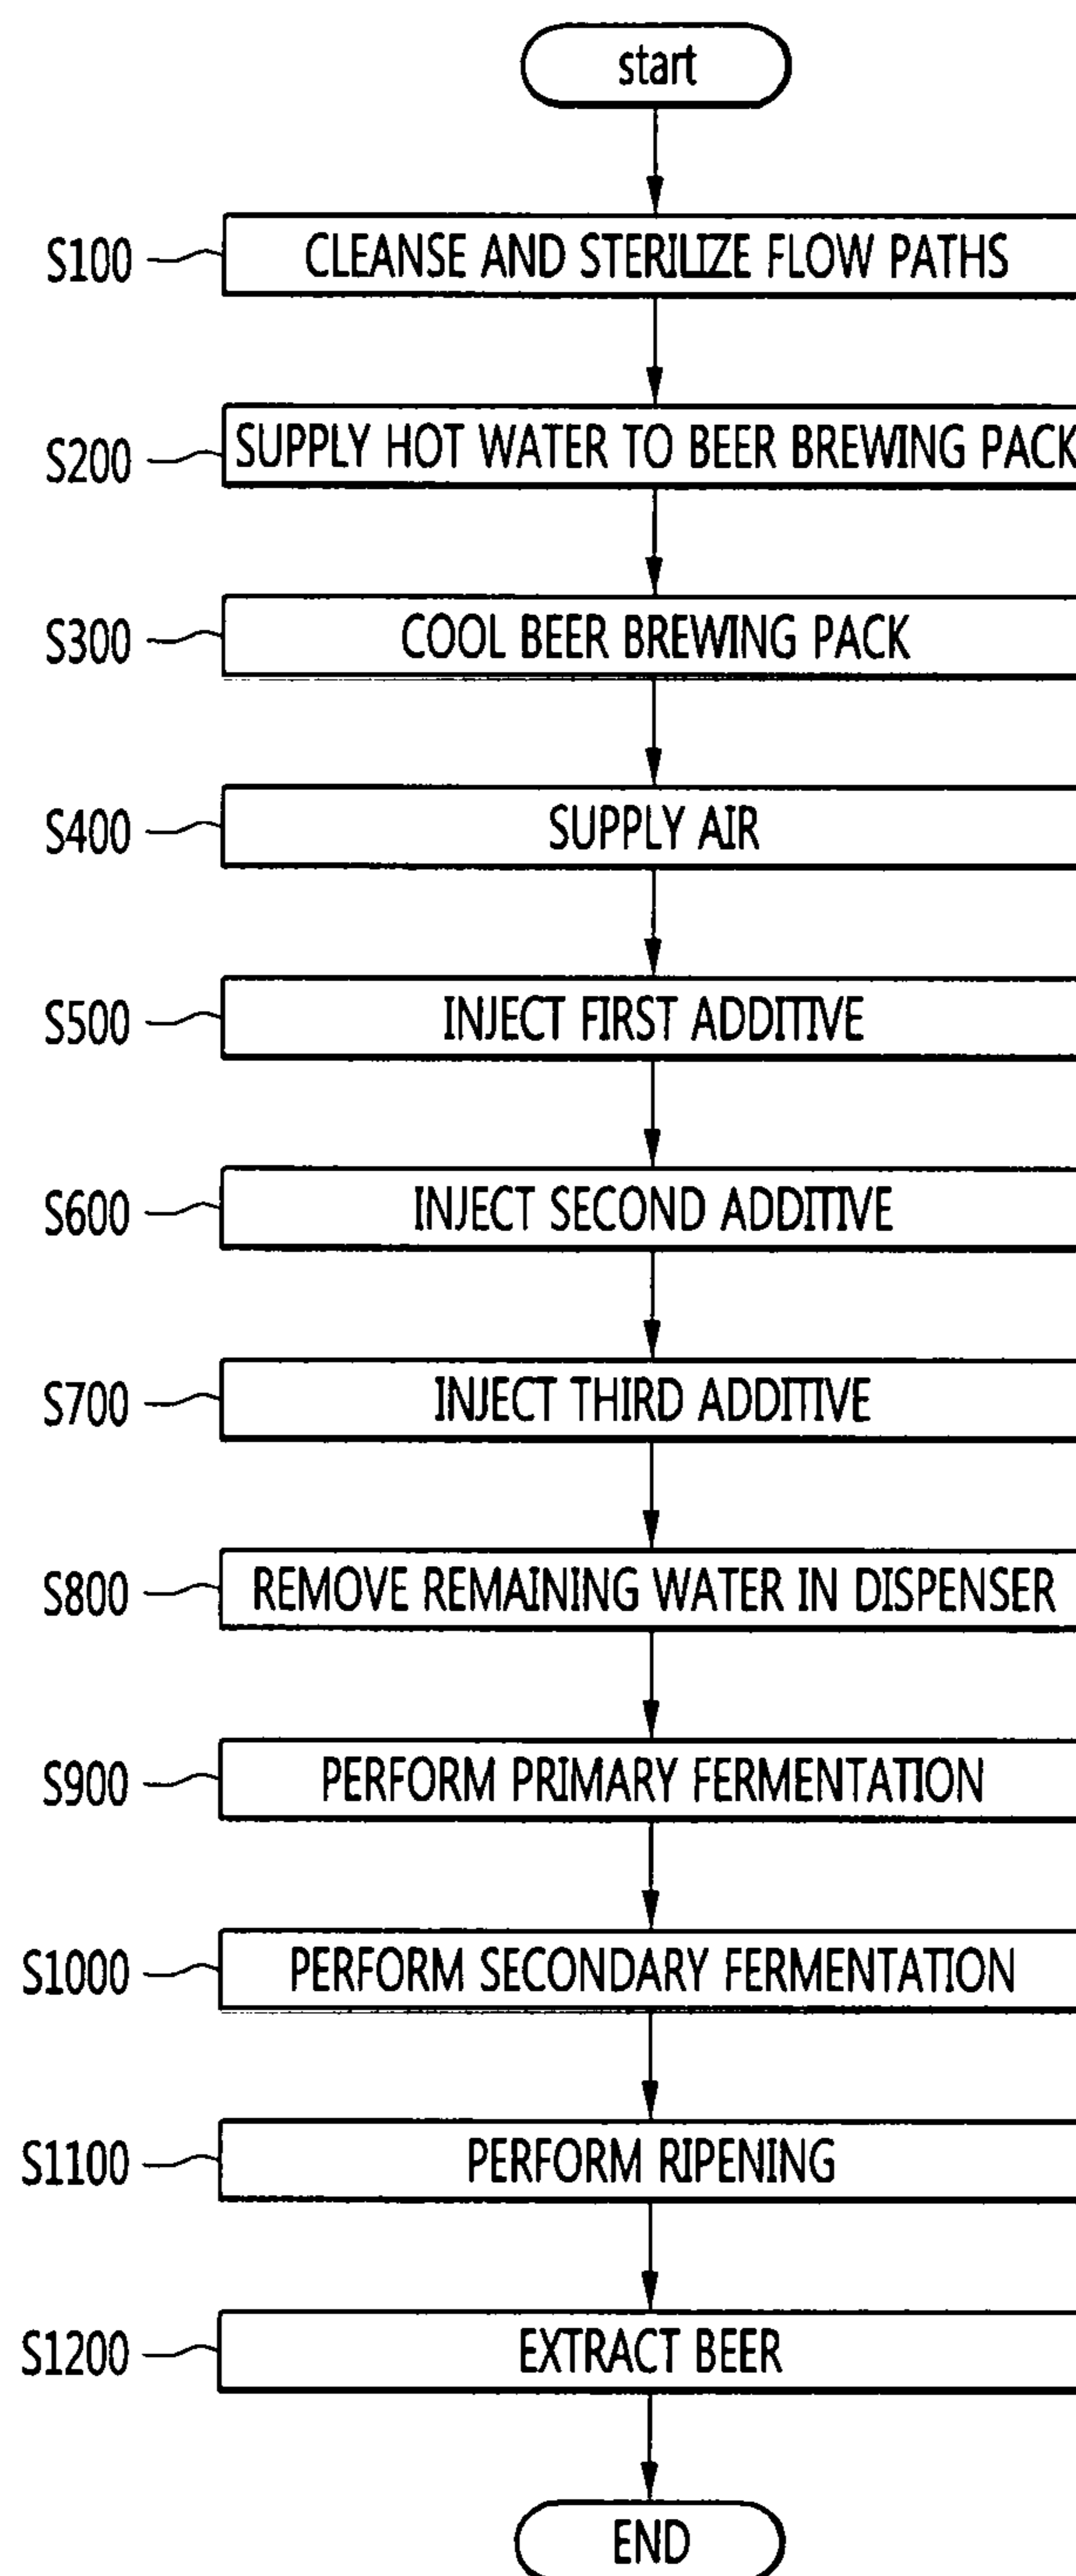 start
S100 CLEANSE AND STERILIZE FLOW PATHS
S200 SUPPLY HOT WATER TO BEER BREWING PACK
S300 COOL BEER BREWING PACK
S400 SUPPLY AIR
S500 INJECT FIRST ADDITIVE
S600 INJECT SECOND ADDITIVE
S700 INJECT THIRD ADDITIVE
S800 REMOVE REMAINING WATER IN DISPENSER
S900 PERFORM PRIMARY FERMENTATION
S1000 PERFORM SECONDARY FERMENTATION
S1100 PERFORM RIPENING
S1200 EXTRACT BEER
END